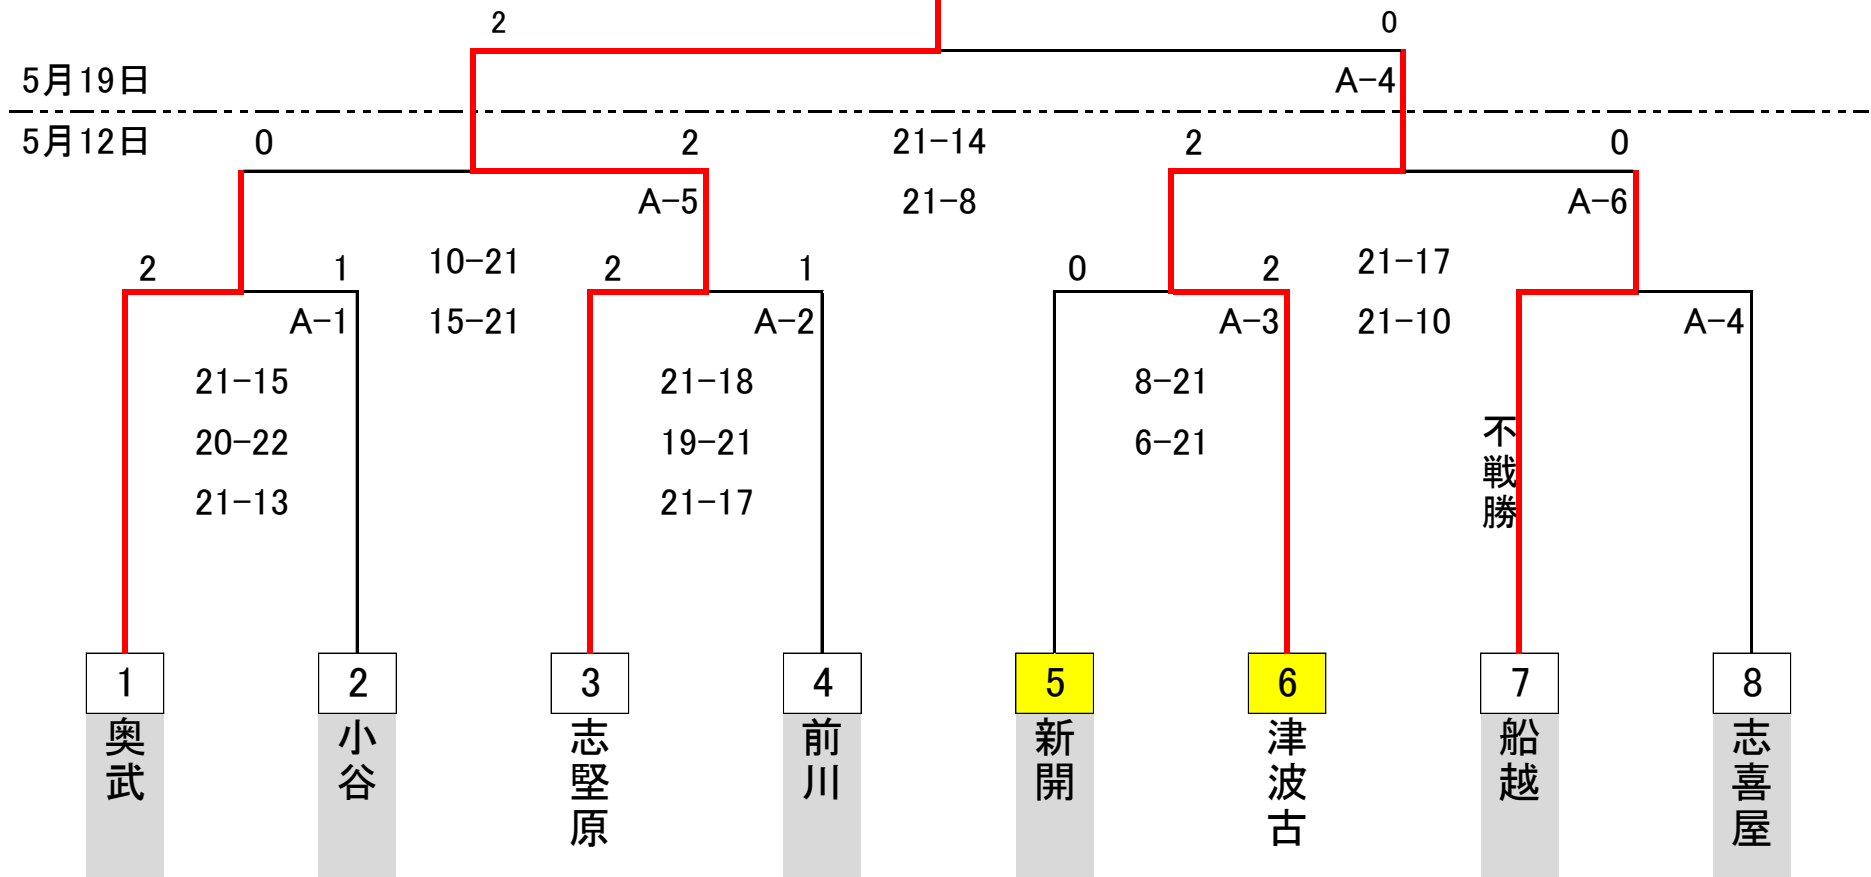 2 0
5月19日 A-4
5月12日 0 2 21-14 2 0
A-5 21-8 A-6
2 1 10-21 2 1 0 2 21-17
A-1 15-21 A-2 A-3 21-10 A-4
21-15 21-18 8-21
20-22 19-21 6-21
21-13 21-17
不戦勝
1 2 3 4 5 6 7 8
奥武
小谷
志堅原
前川
新開
津波古
船越
志喜屋